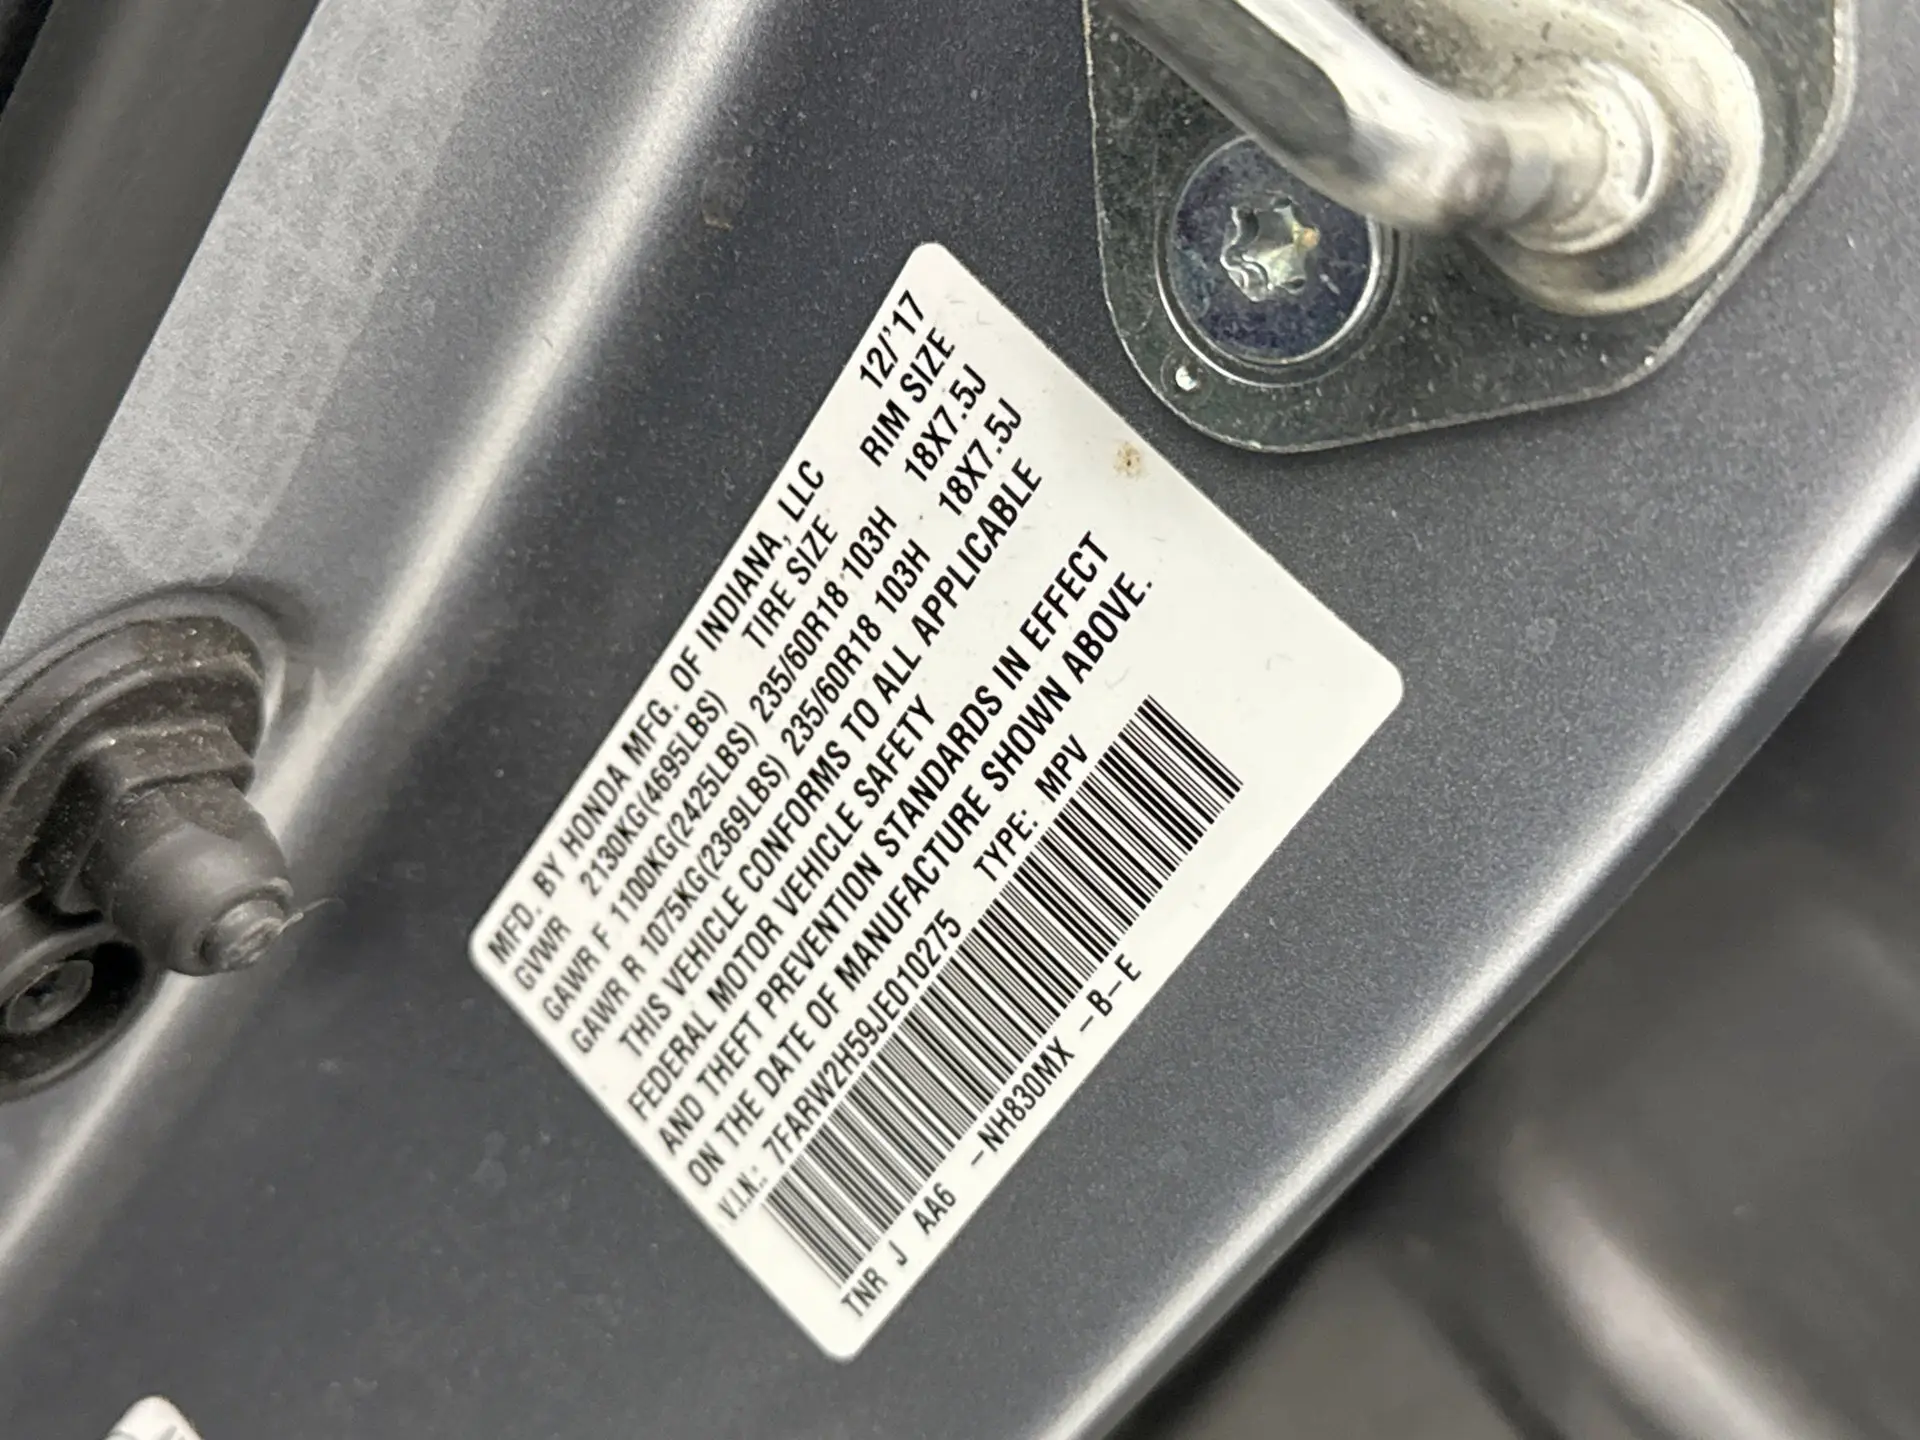 MFD. BY HONDA MFG. OF INDIANA, LLC 12/'17
GVWR 2130KG(4695LBS) TIRE SIZE RIM SIZE
GAWR F 1100KG(2425LBS) 235/60R18 103H 18X7.5J
GAWR R 1075KG(2369LBS) 235/60R18 103H 18X7.5J
THIS VEHICLE CONFORMS TO ALL APPLICABLE
FEDERAL MOTOR VEHICLE SAFETY
AND THEFT PREVENTION STANDARDS IN EFFECT
ON THE DATE OF MANUFACTURE SHOWN ABOVE.
V.I.N.: 7FARW2H59JE010275 TYPE: MPV
TNR J AA6 -NH830MX -B-E